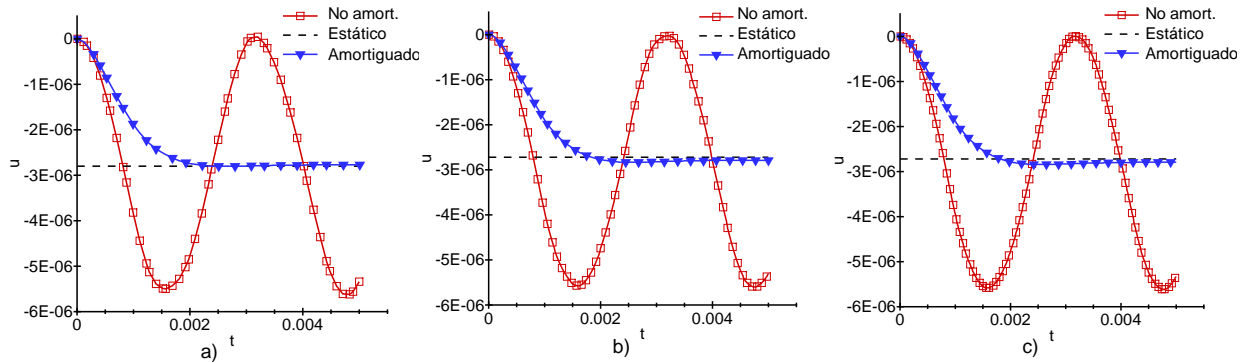 No amort.
Estático
Amortiguado
0
-1E-06
-2E-06
-3E-06
-4E-06
-5E-06
-6E-06
u
0
0.002
0.004
t
a)
No amort.
Estático
Amortiguado
0
-1E-06
-2E-06
-3E-06
-4E-06
-5E-06
-6E-06
u
0
0.002
0.004
t
b)
No amort.
Estático
Amortiguado
0
-1E-06
-2E-06
-3E-06
-4E-06
-5E-06
-6E-06
u
0
0.002
0.004
t
c)